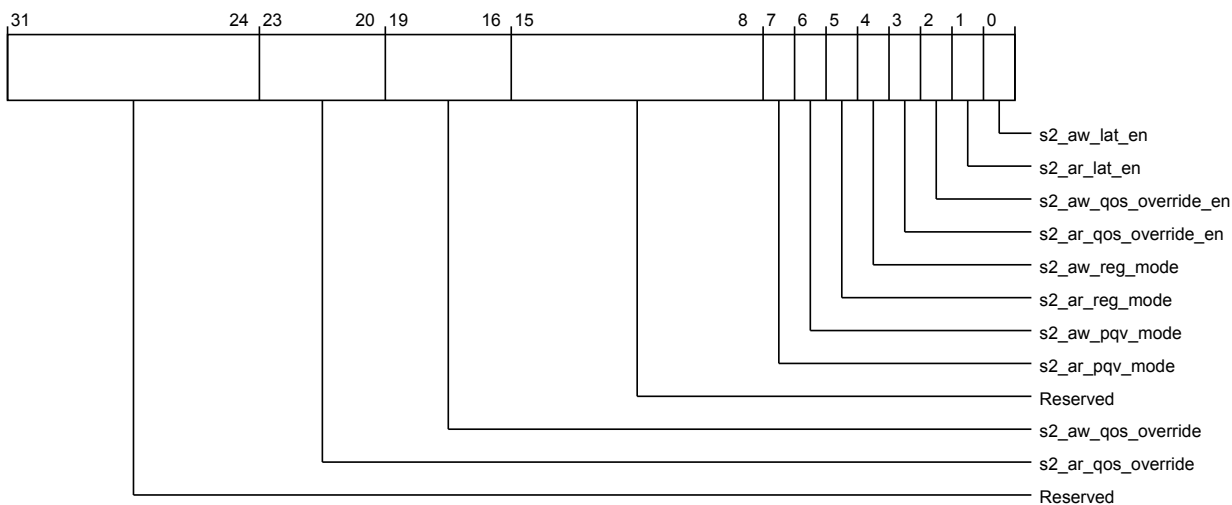 31 24 23 20 19 16 15 8 7 6 5 4 3 2 1 0
s2_aw_lat_en
s2_ar_lat_en
s2_aw_qos_override_en
s2_ar_qos_override_en
s2_aw_reg_mode
s2_ar_reg_mode
s2_aw_pqv_mode
s2_ar_pqv_mode
Reserved
s2_aw_qos_override
s2_ar_qos_override
Reserved